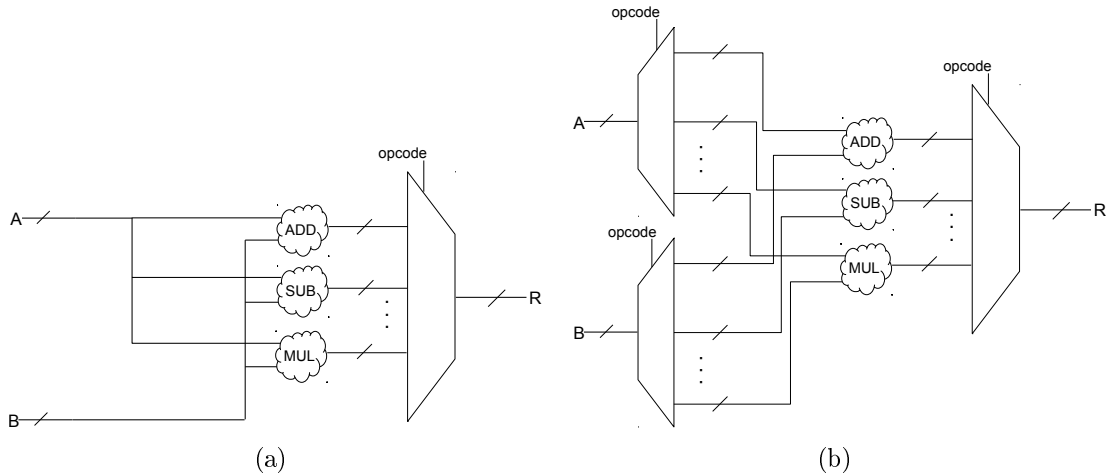 opcode
A
ADD
SUB
MUL
R
B
(a)
opcode
A
opcode
B
ADD
SUB
MUL
opcode
R
(b)